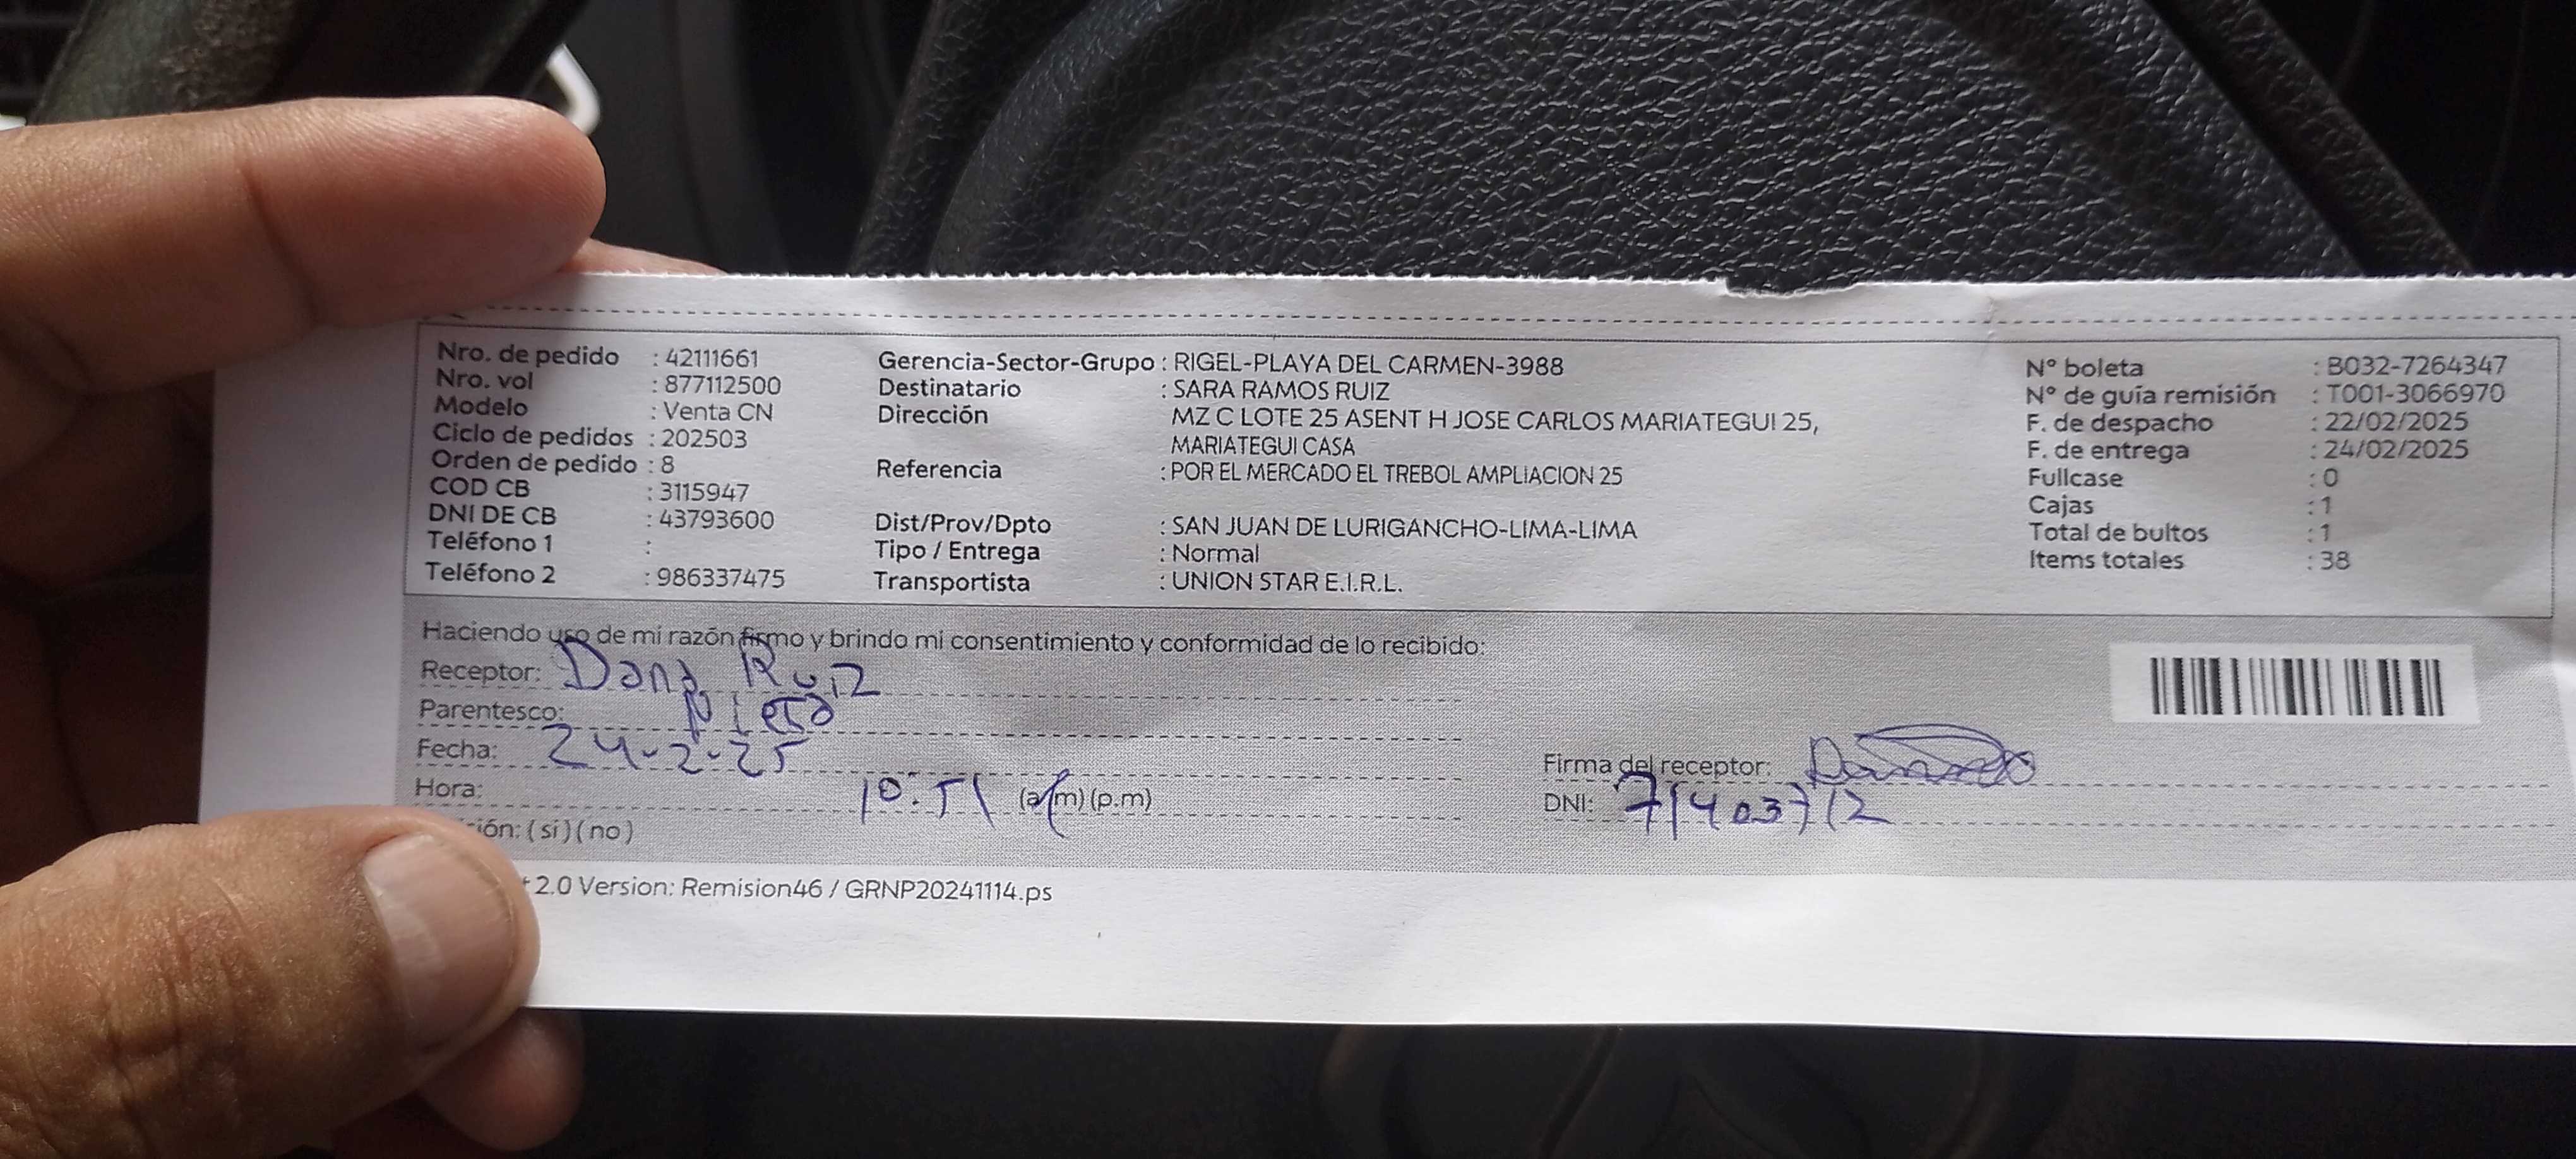 Nro. de pedido : 42111661
Nro. vol : 877112500
Modelo : Venta CN
Ciclo de pedidos : 202503
Orden de pedido : 8
COD CB : 3115947
DNI DE CB : 43793600
Teléfono 1 :
Teléfono 2 : 986337475
Gerencia-Sector-Grupo : RIGEL-PLAYA DEL CARMEN-3988
Destinatario : SARA RAMOS RUIZ
Dirección MZ C LOTE 25 ASENT H JOSE CARLOS MARIATEGUI 25,
MARIATEGUI CASA
Referencia : POR EL MERCADO EL TREBOL AMPLIACION 25
Dist/Prov/Dpto : SAN JUAN DE LURIGANCHO-LIMA-LIMA
Tipo / Entrega : Normal
Transportista : UNION STAR E.I.R.L.
N° boleta : B032-7264347
N° de guía remisión : T001-3066970
F. de despacho : 22/02/2025
F. de entrega : 24/02/2025
Fullcase : 0
Cajas : 1
Total de bultos : 1
Items totales : 38
Haciendo uso de mi razón firmo y brindo mi consentimiento y conformidad de lo recibido:
Receptor: Dana Ruiz
Parentesco: Nieta
Fecha: 24-2-25
Hora: 10:51 (a.m) (p.m)
ión: ( si ) ( no )
Firma del receptor:
DNI: 71403712
2.0 Version: Remision46 / GRNP20241114.ps